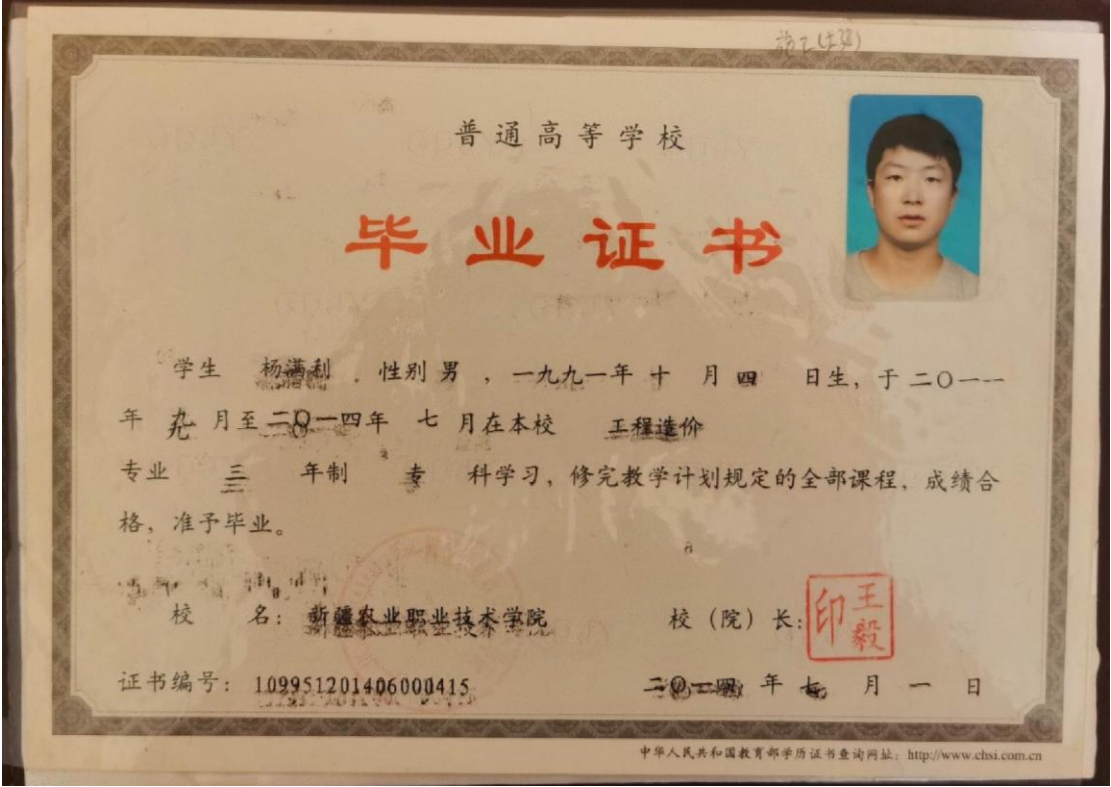 普通高等学校
毕业证书
学生 杨满利 ，性别 男 ，一九九一年 十 月 四 日生，于 二〇一一
年 九 月至 二〇一四年 七 月在本校 工程造价
专业 三 年制 专 科学习，修完教学计划规定的全部课程，成绩合
格，准予毕业。
校 名： 新疆农业职业技术学院 校（院）长：
王毅印
证书编号： 109951201406000415 二〇一四 年 七 月 一 日
中华人民共和国教育部学历证书查询网址：http://www.chsi.com.cn